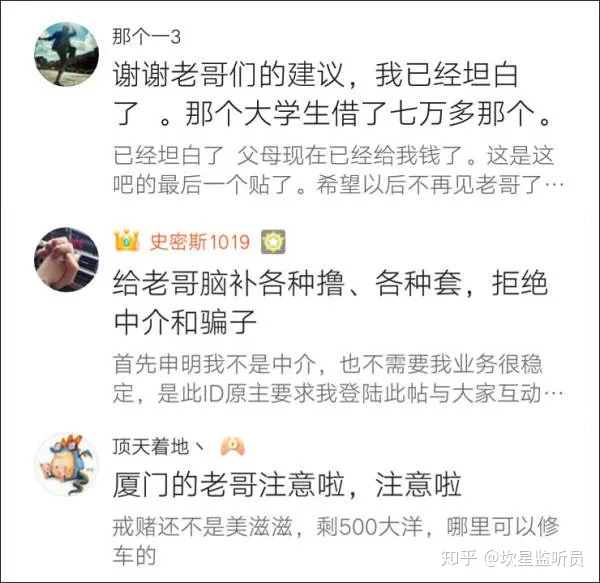 那个一3
谢谢老哥们的建议，我已经坦白
了 。那个大学生借了七万多那个。
已经坦白了 父母现在已经给我钱了。这是这
吧的最后一个贴了。希望以后不再见老哥了…
史密斯1019
给老哥脑补各种撸、各种套，拒绝
中介和骗子
首先申明我不是中介，也不需要我业务很稳
定，是此ID原主要求我登陆此帖与大家互动…
顶天着地丶
厦门的老哥注意啦，注意啦
戒赌还不是美滋滋，剩500大洋，哪里可以修
车的
知乎 @坎星监听员